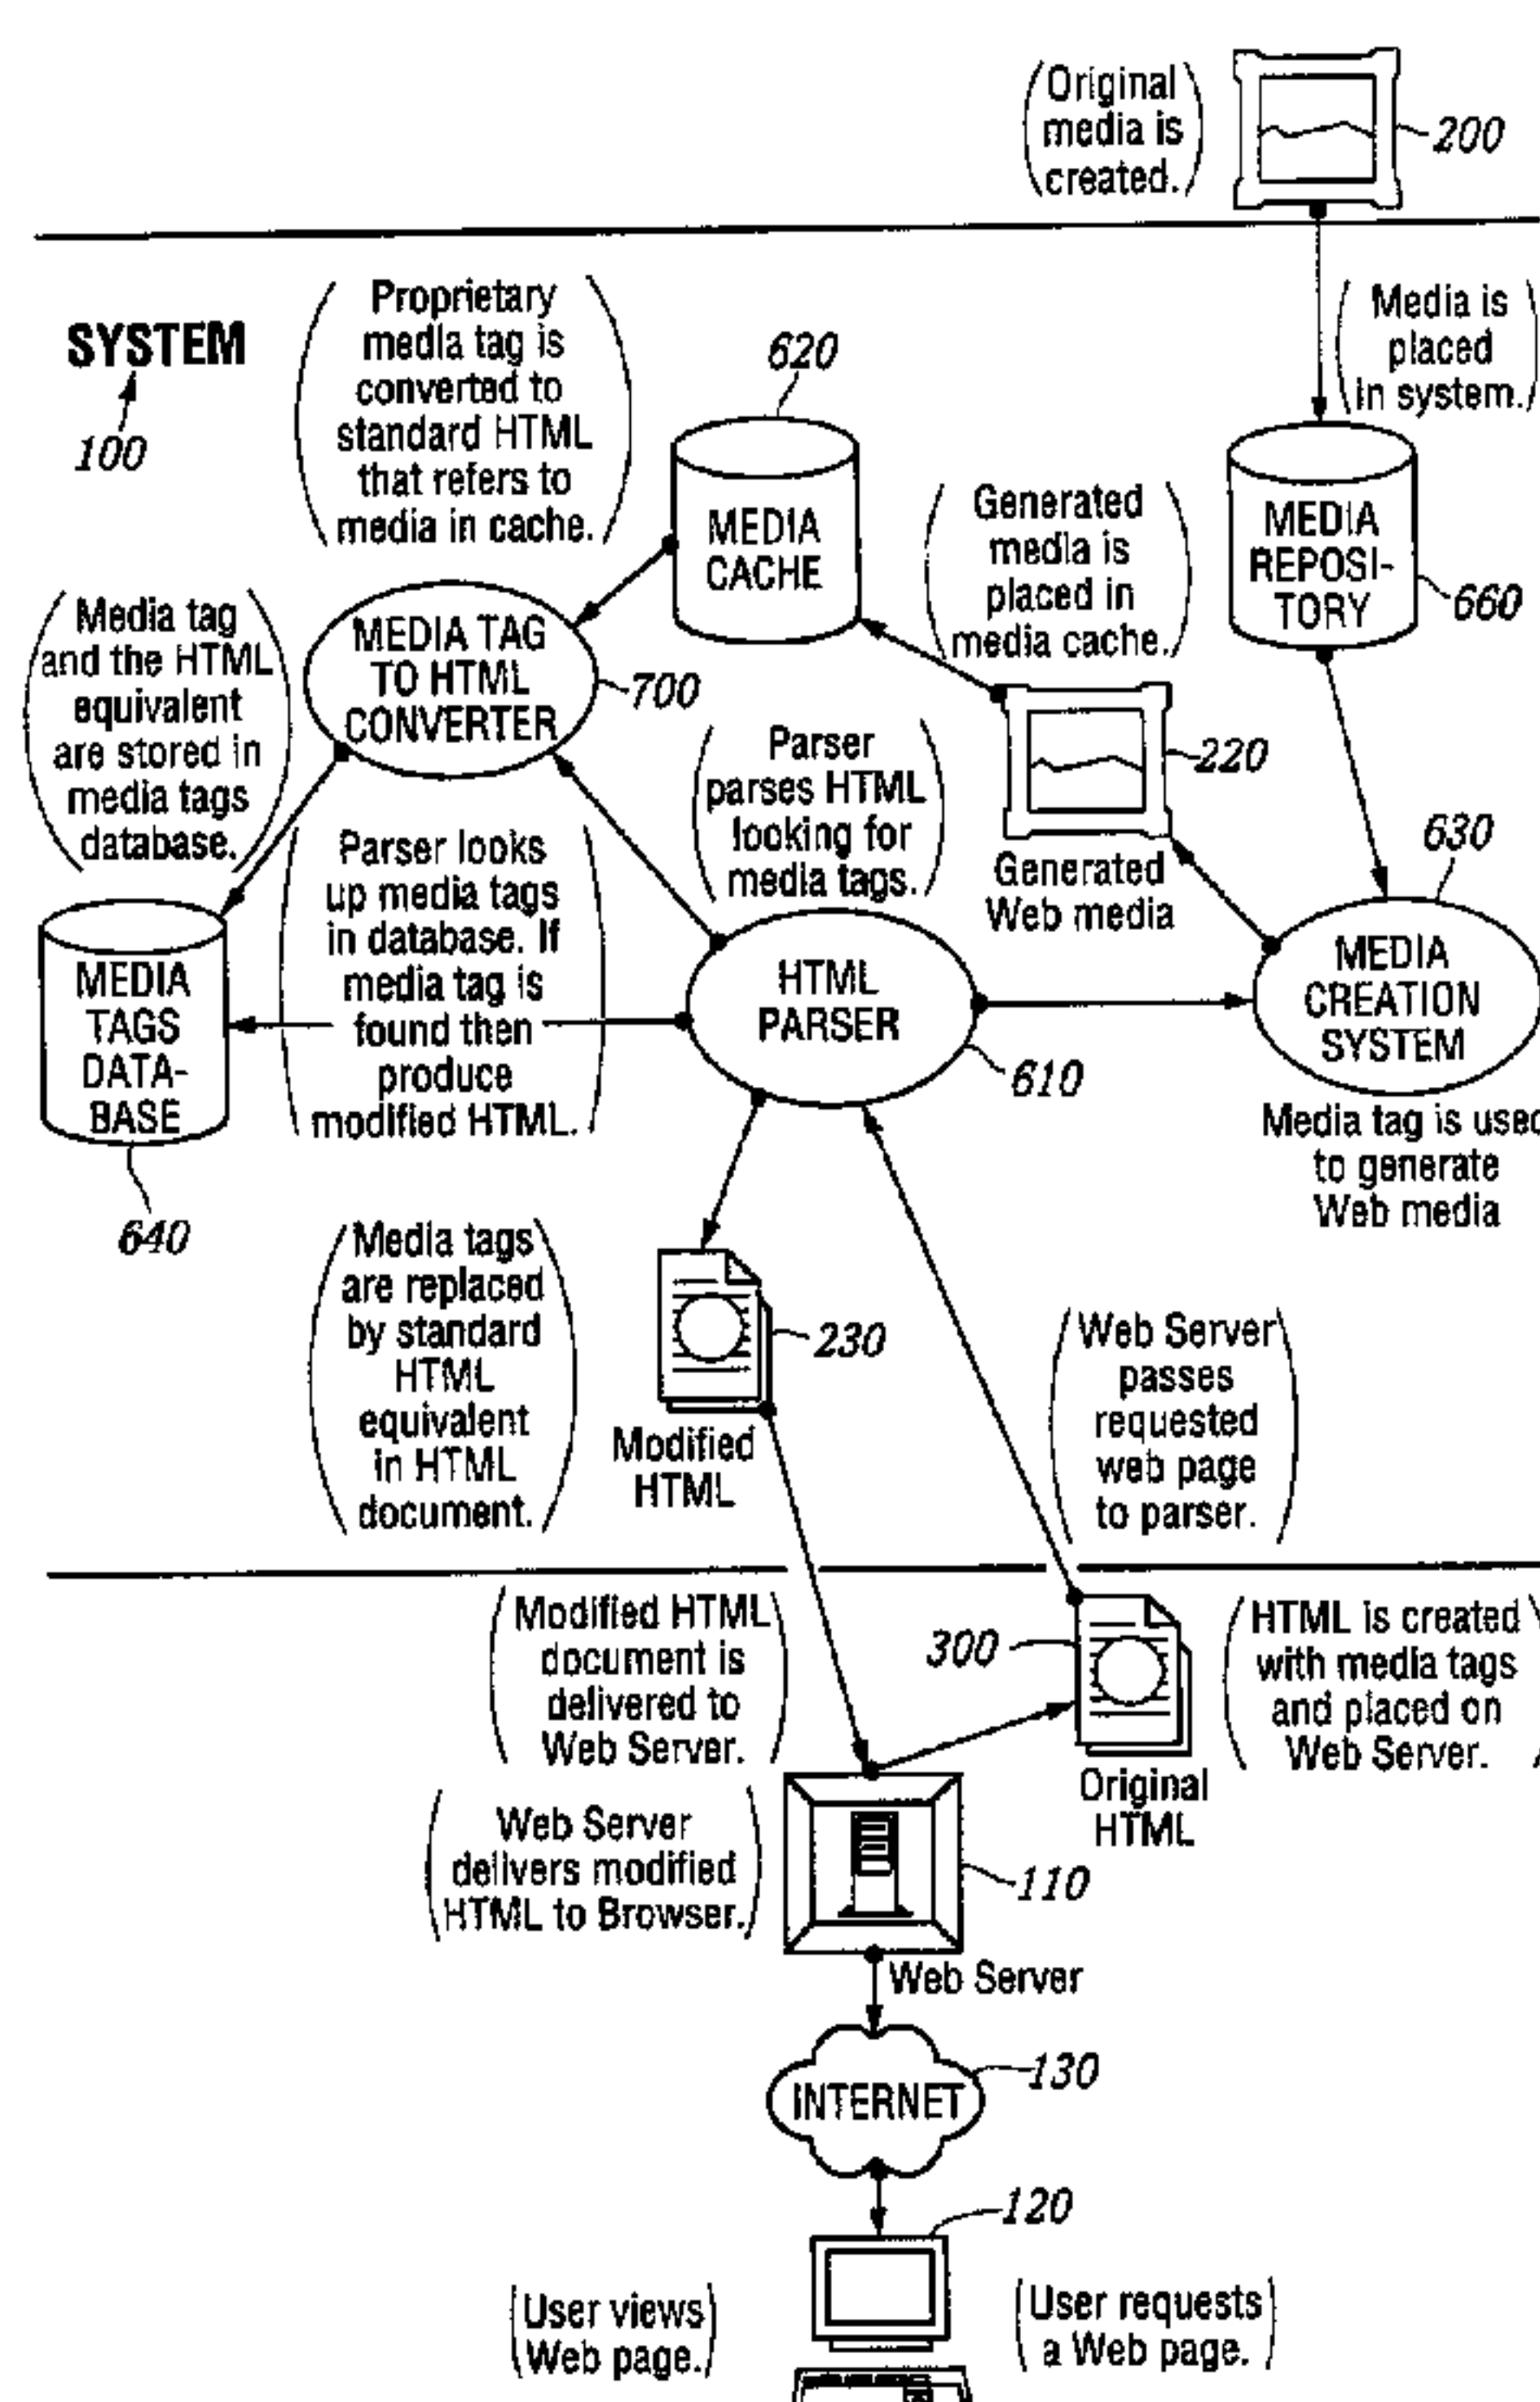 Original
media is
created.
200
SYSTEM
100
Proprietary
media tag is
converted to
standard HTML
that refers to
media in cache.
620
Media is
placed
in system.
MEDIA
CACHE
Generated
media is
placed in
media cache.
MEDIA
REPOSI-
TORY
660
Media tag
and the HTML
equivalent
are stored in
media tags
database.
MEDIA TAG
TO HTML
CONVERTER
700
Parser
parses HTML
looking for
media tags.
220
Generated
Web media
630
Parser looks
up media tags
in database. If
media tag is
found then
produce
modified HTML.
MEDIA
TAGS
DATA-
BASE
640
HTML
PARSER
610
MEDIA
CREATION
SYSTEM
Media tag is used
to generate
Web media
Media tags
are replaced
by standard
HTML
equivalent
in HTML
document.
230
Modified
HTML
Web Server
passes
requested
web page
to parser.
Modified HTML
document is
delivered to
Web Server.
300
HTML is created
with media tags
and placed on
Web Server.
Original
HTML
Web Server
delivers modified
HTML to Browser.
110
Web Server
INTERNET
130
120
User views
Web page.
User requests
a Web page.